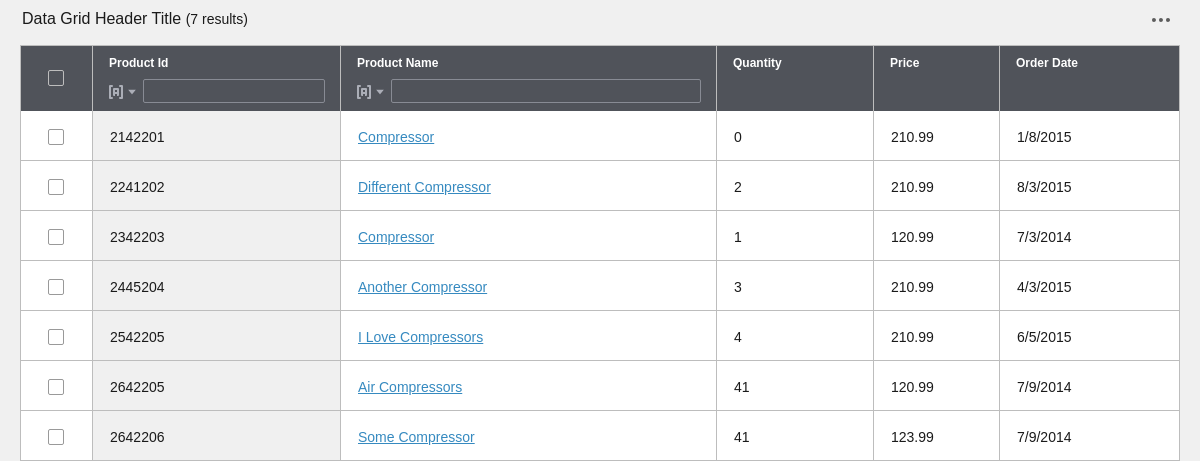 Data Grid Header Title (7 results)
Product Id Product Name Quantity Price Order Date
2142201 Compressor 0 210.99 1/8/2015
2241202 Different Compressor 2 210.99 8/3/2015
2342203 Compressor 1 120.99 7/3/2014
2445204 Another Compressor 3 210.99 4/3/2015
2542205 I Love Compressors 4 210.99 6/5/2015
2642205 Air Compressors 41 120.99 7/9/2014
2642206 Some Compressor 41 123.99 7/9/2014